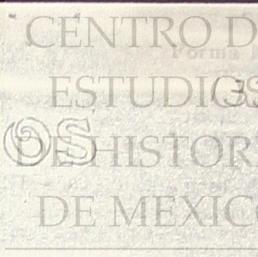 CENTRO D
ESTUDIOS
DE HISTOR
DE MEXICO